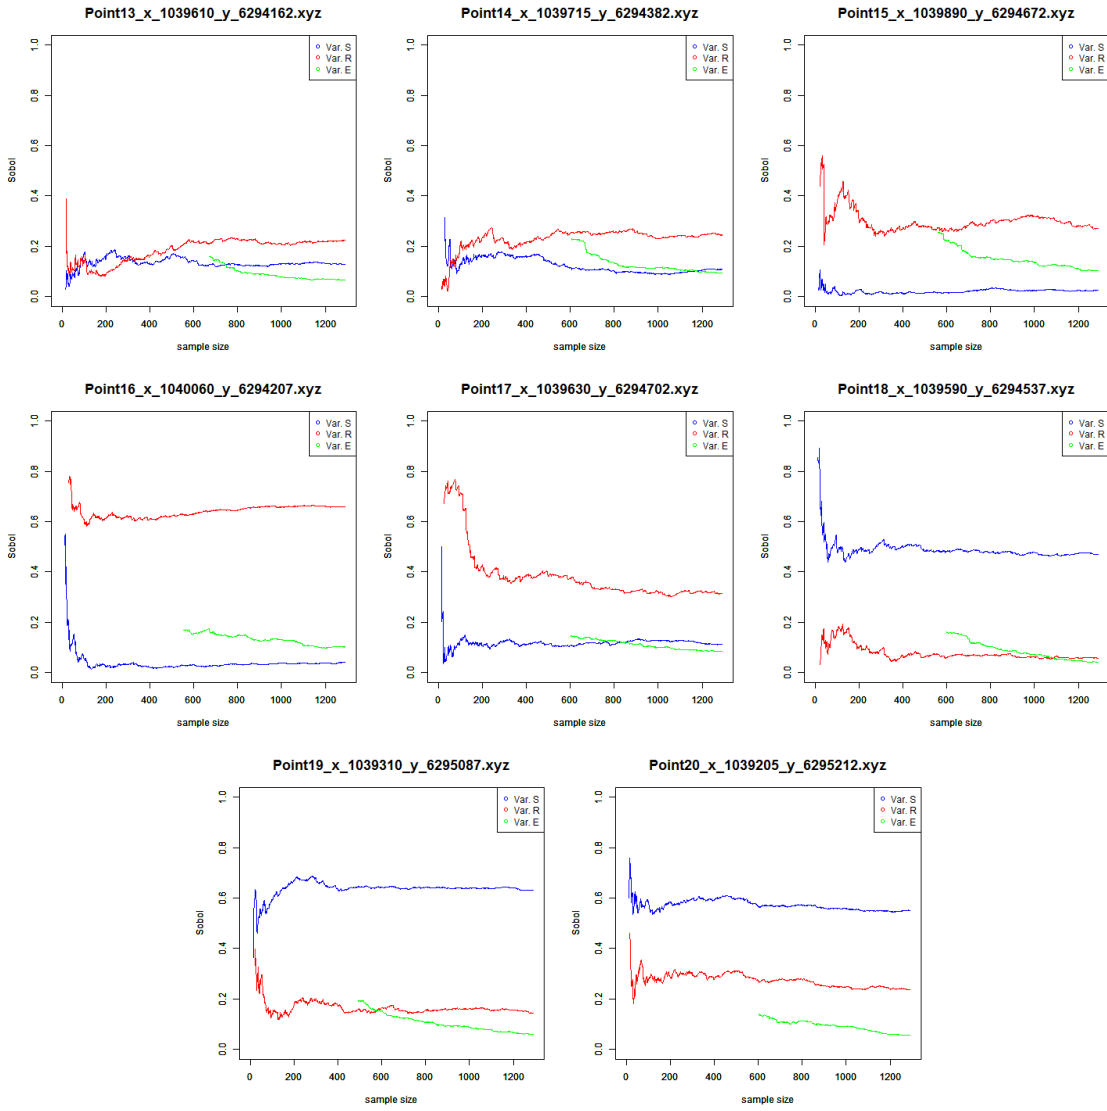 Point13_x_1039610_y_6294162.xyz
Sobol
1.0
0.8
0.6
0.4
0.2
0.0
Var. S
Var. R
Var. E
0 200 400 600 800 1000 1200
sample size
Point14_x_1039715_y_6294382.xyz
Sobol
1.0
0.8
0.6
0.4
0.2
0.0
Var. S
Var. R
Var. E
0 200 400 600 800 1000 1200
sample size
Point15_x_1039890_y_6294672.xyz
Sobol
1.0
0.8
0.6
0.4
0.2
0.0
Var. S
Var. R
Var. E
0 200 400 600 800 1000 1200
sample size
Point16_x_1040060_y_6294207.xyz
Sobol
1.0
0.8
0.6
0.4
0.2
0.0
Var. S
Var. R
Var. E
0 200 400 600 800 1000 1200
sample size
Point17_x_1039630_y_6294702.xyz
Sobol
1.0
0.8
0.6
0.4
0.2
0.0
Var. S
Var. R
Var. E
0 200 400 600 800 1000 1200
sample size
Point18_x_1039590_y_6294537.xyz
Sobol
1.0
0.8
0.6
0.4
0.2
0.0
Var. S
Var. R
Var. E
0 200 400 600 800 1000 1200
sample size
Point19_x_1039310_y_6295087.xyz
Sobol
1.0
0.8
0.6
0.4
0.2
0.0
Var. S
Var. R
Var. E
0 200 400 600 800 1000 1200
sample size
Point20_x_1039205_y_6295212.xyz
Sobol
1.0
0.8
0.6
0.4
0.2
0.0
Var. S
Var. R
Var. E
0 200 400 600 800 1000 1200
sample size